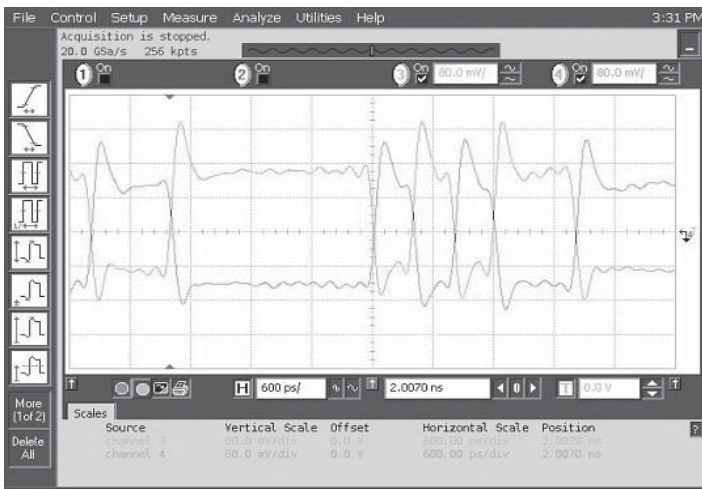 File Control Setup Measure Analyze Utilities Help 3:31 PM
Acquisition is stopped.
20.0 GSa/s 256 kpts
1 On 2 On 3 On 80.0 mV/ 4 On 80.0 mV/
H 600 ps/ 2.0070 ns 0 T 0.0 V
More
(1of 2)
Delete
All
Scales
Source Vertical Scale Offset Horizontal Scale Position
channel 3 80.0 mV/div 0.0 V 600.00 ps/div 2.0070 ns
channel 4 80.0 mV/div 0.0 V 600.00 ps/div 2.0070 ns
?